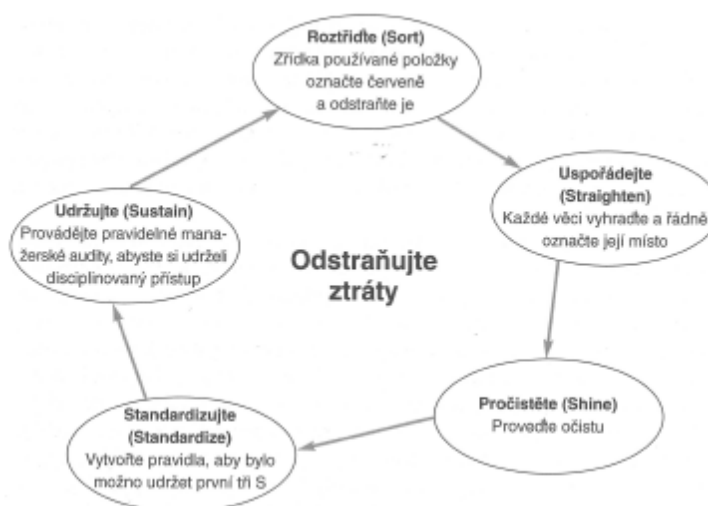 Roztřiďte (Sort)
Zřídka používané položky
označte červeně
a odstraňte je
Uspořádejte
(Straighten)
Každé věci vyhraďte a řádně
označte její místo
Pročistěte (Shine)
Proveďte očistu
Standardizujte
(Standardize)
Vytvořte pravidla, aby bylo
možno udržet první tři S
Udržujte (Sustain)
Provádějte pravidelné mana-
žerské audity, abyste si udrželi
disciplinovaný přístup
Odstraňujte
ztráty